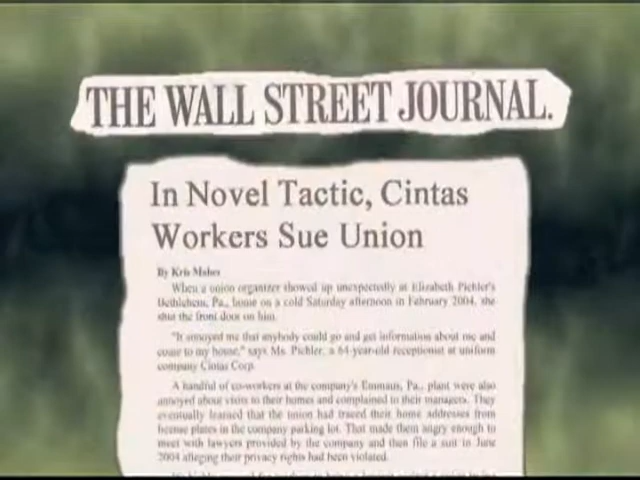 THE WALL STREET JOURNAL.
In Novel Tactic, Cintas
Workers Sue Union
By Kris Maher
When a union organizer showed up unexpectedly at Elizabeth Pichler's
Bethlehem, Pa., home on a cold Saturday afternoon in February 2004, she
shut the front door on him.
"It annoyed me that anybody could go and get information about me and
come to my house," says Ms. Pichler, a 64-year-old receptionist at uniform
company Cintas Corp.
A handful of co-workers at the company's Emmaus, Pa., plant were also
annoyed about visits to their homes and complained to their managers. They
eventually learned that the union had traced their home addresses from
license plates in the company parking lot. That made them angry enough to
meet with lawyers provided by the company and then file a suit in June
2004 alleging their privacy rights had been violated.